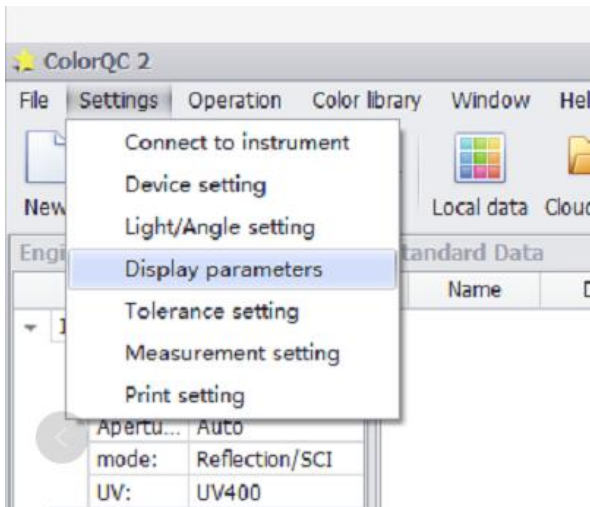 ColorQC 2
File Settings Operation Color library Window Hel
Connect to instrument
Device setting
Light/Angle setting
Display parameters
Tolerance setting
Measurement setting
Print setting
New Local data Cloud
Engi tandard Data
Name D
Apertu... Auto
mode: Reflection/SCI
UV: UV400